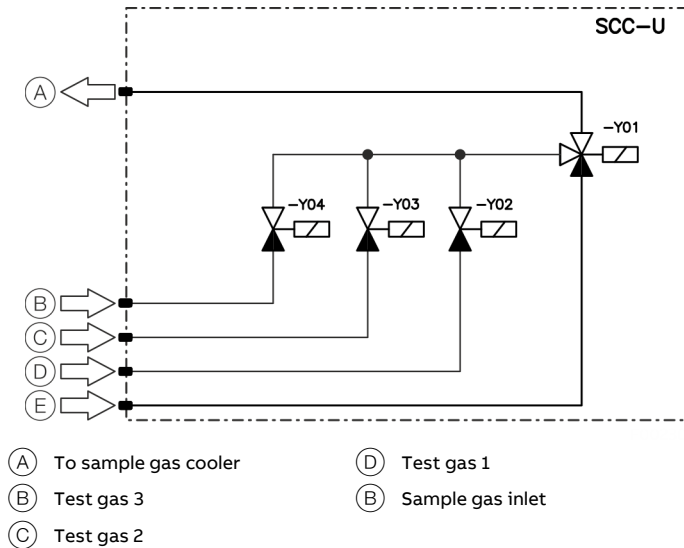 SCC-U
A
-Y01
-Y04 -Y03 -Y02
B
C
D
E
A To sample gas cooler
B Test gas 3
C Test gas 2
D Test gas 1
B Sample gas inlet